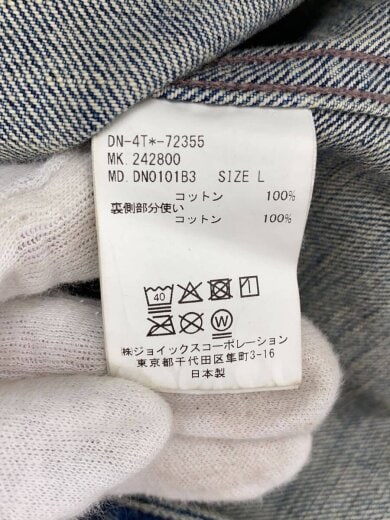 DN-4T*-72355
MK. 242800
MD. DN0101B3 SIZE L
コットン 100%
裏側部分使い
コットン 100%
40
W
㈱ジョイックスコーポレーション
東京都千代田区隼町3-16
日本製